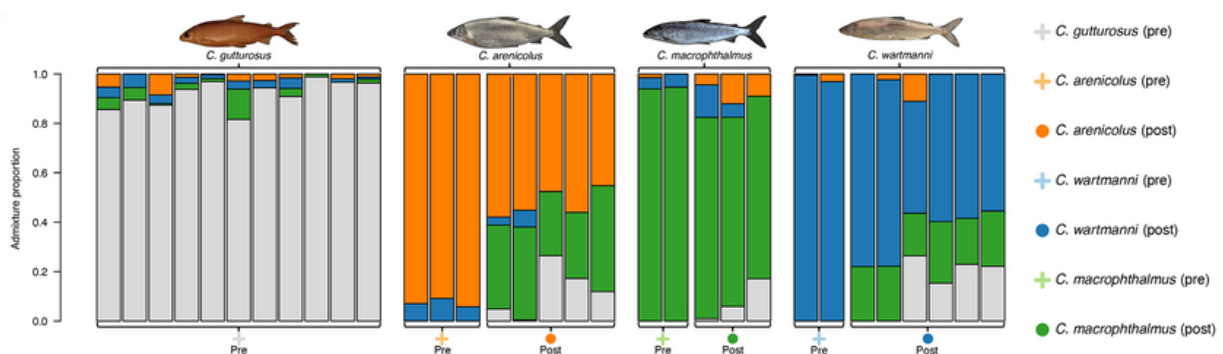 C. gutturosus
C. arenicolus
C. macrophthalmus
C. wartmanni
Admixture proportion
1.0
0.8
0.6
0.4
0.2
0.0
Pre
Pre
Post
Pre
Post
Pre
Post
C. gutturosus (pre)
C. arenicolus (pre)
C. arenicolus (post)
C. wartmanni (pre)
C. wartmanni (post)
C. macrophthalmus (pre)
C. macrophthalmus (post)